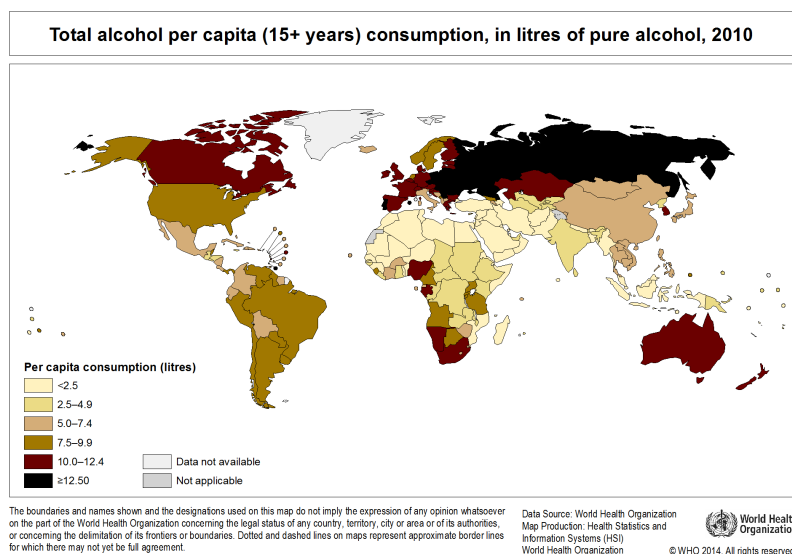 Total alcohol per capita (15+ years) consumption, in litres of pure alcohol, 2010
Per capita consumption (litres)
<2.5
2.5–4.9
5.0–7.4
7.5–9.9
10.0–12.4
≥12.50
Data not available
Not applicable
The boundaries and names shown and the designations used on this map do not imply the expression of any opinion whatsoever
on the part of the World Health Organization concerning the legal status of any country, territory, city or area or of its authorities,
or concerning the delimitation of its frontiers or boundaries. Dotted and dashed lines on maps represent approximate border lines
for which there may not yet be full agreement.
Data Source: World Health Organization
Map Production: Health Statistics and
Information Systems (HSI)
World Health Organization
World Health
Organizatio
© WHO 2014. All rights reserved